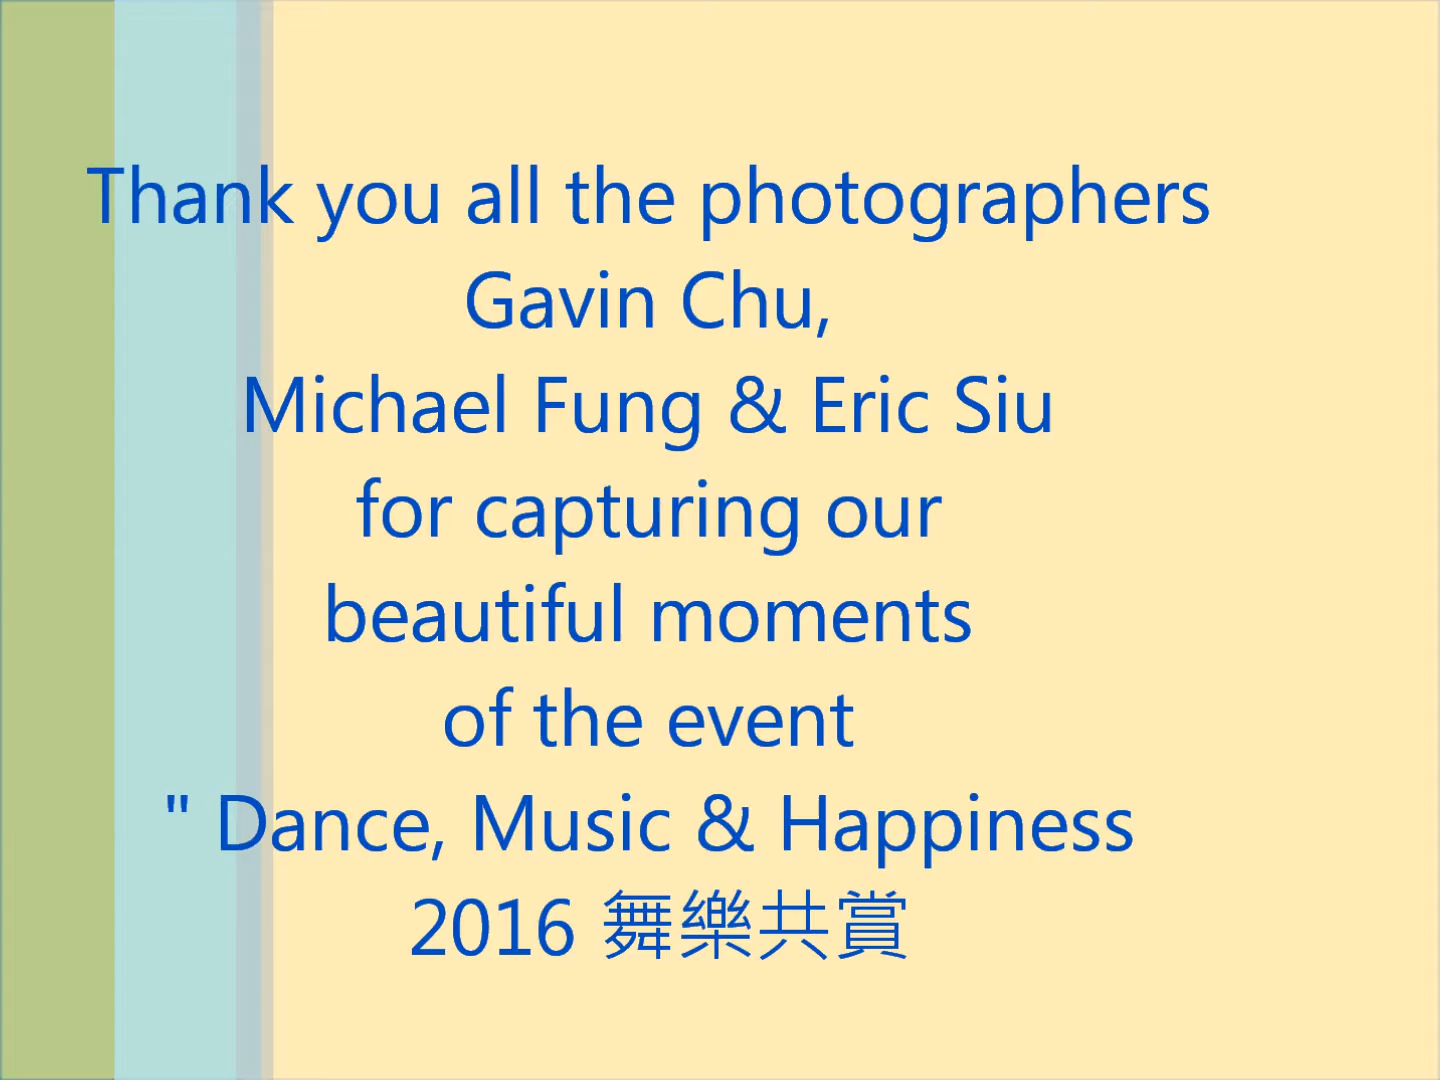 Thank you all the photographers
Gavin Chu,
Michael Fung & Eric Siu
for capturing our
beautiful moments
of the event
" Dance, Music & Happiness
2016 舞樂共賞